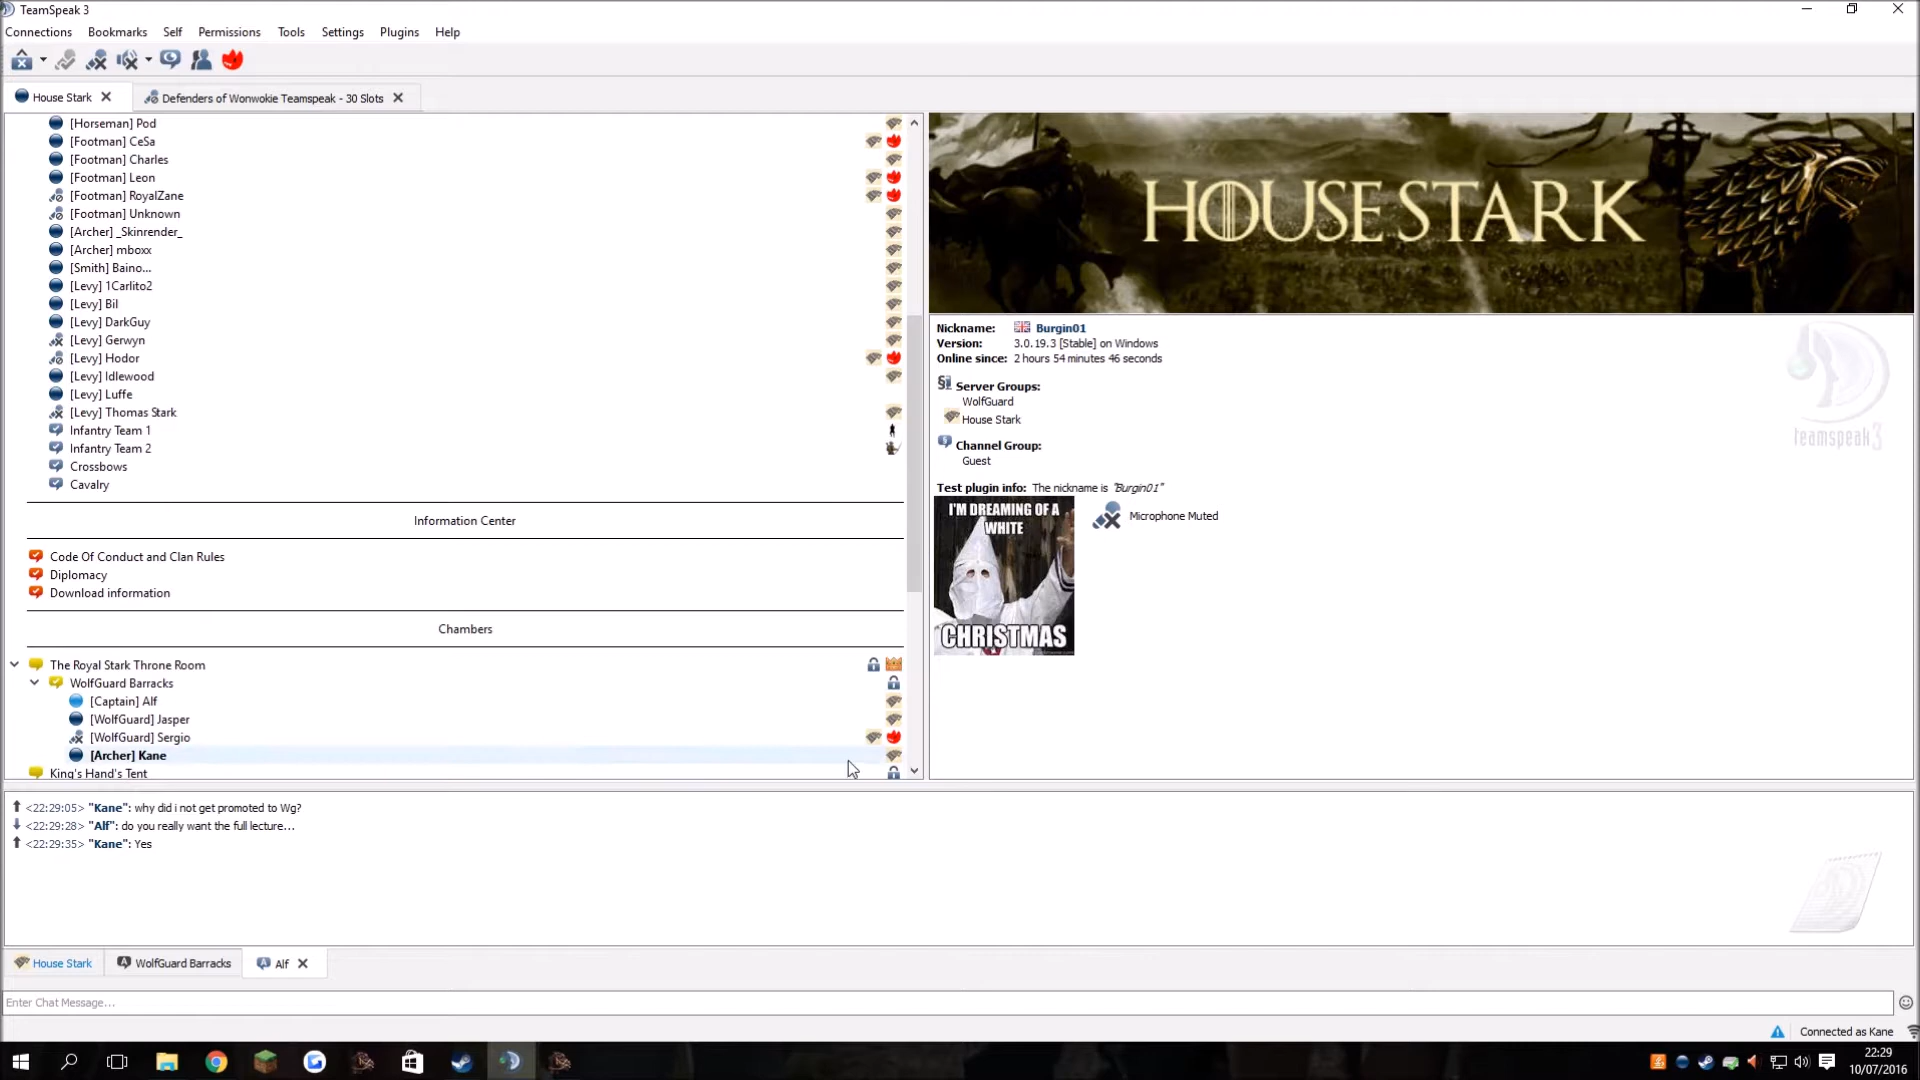 TeamSpeak 3
Connections Bookmarks Self Permissions Tools Settings Plugins Help
House Stark Defenders of Wonwokie Teamspeak - 30 Slots
[Horseman] Pod
[Footman] CeSa
[Footman] Charles
[Footman] Leon
[Footman] RoyalZane
[Footman] Unknown
[Archer] _Skinrender_
[Archer] mboxx
[Smith] Baino...
[Levy] 1Carlito2
[Levy] Bil
[Levy] DarkGuy
[Levy] Gerwyn
[Levy] Hodor
[Levy] Idlewood
[Levy] Luffe
[Levy] Thomas Stark
Infantry Team 1
Infantry Team 2
Crossbows
Cavalry
Information Center
Code Of Conduct and Clan Rules
Diplomacy
Download information
Chambers
The Royal Stark Throne Room
WolfGuard Barracks
[Captain] Alf
[WolfGuard] Jasper
[WolfGuard] Sergio
[Archer] Kane
King's Hand's Tent
HOUSE STARK
Nickname: Burgin01
Version: 3.0.19.3 [Stable] on Windows
Online since: 2 hours 54 minutes 46 seconds
Server Groups:
WolfGuard
House Stark
Channel Group:
Guest
Test plugin info: The nickname is "Burgin01"
I'M DREAMING OF A
WHITE
CHRISTMAS
Microphone Muted
teamspeak 3
<22:29:05> "Kane": why did i not get promoted to Wg?
<22:29:28> "Alf": do you really want the full lecture...
<22:29:35> "Kane": Yes
House Stark WolfGuard Barracks Alf
Enter Chat Message...
Connected as Kane
22:29
10/07/2016